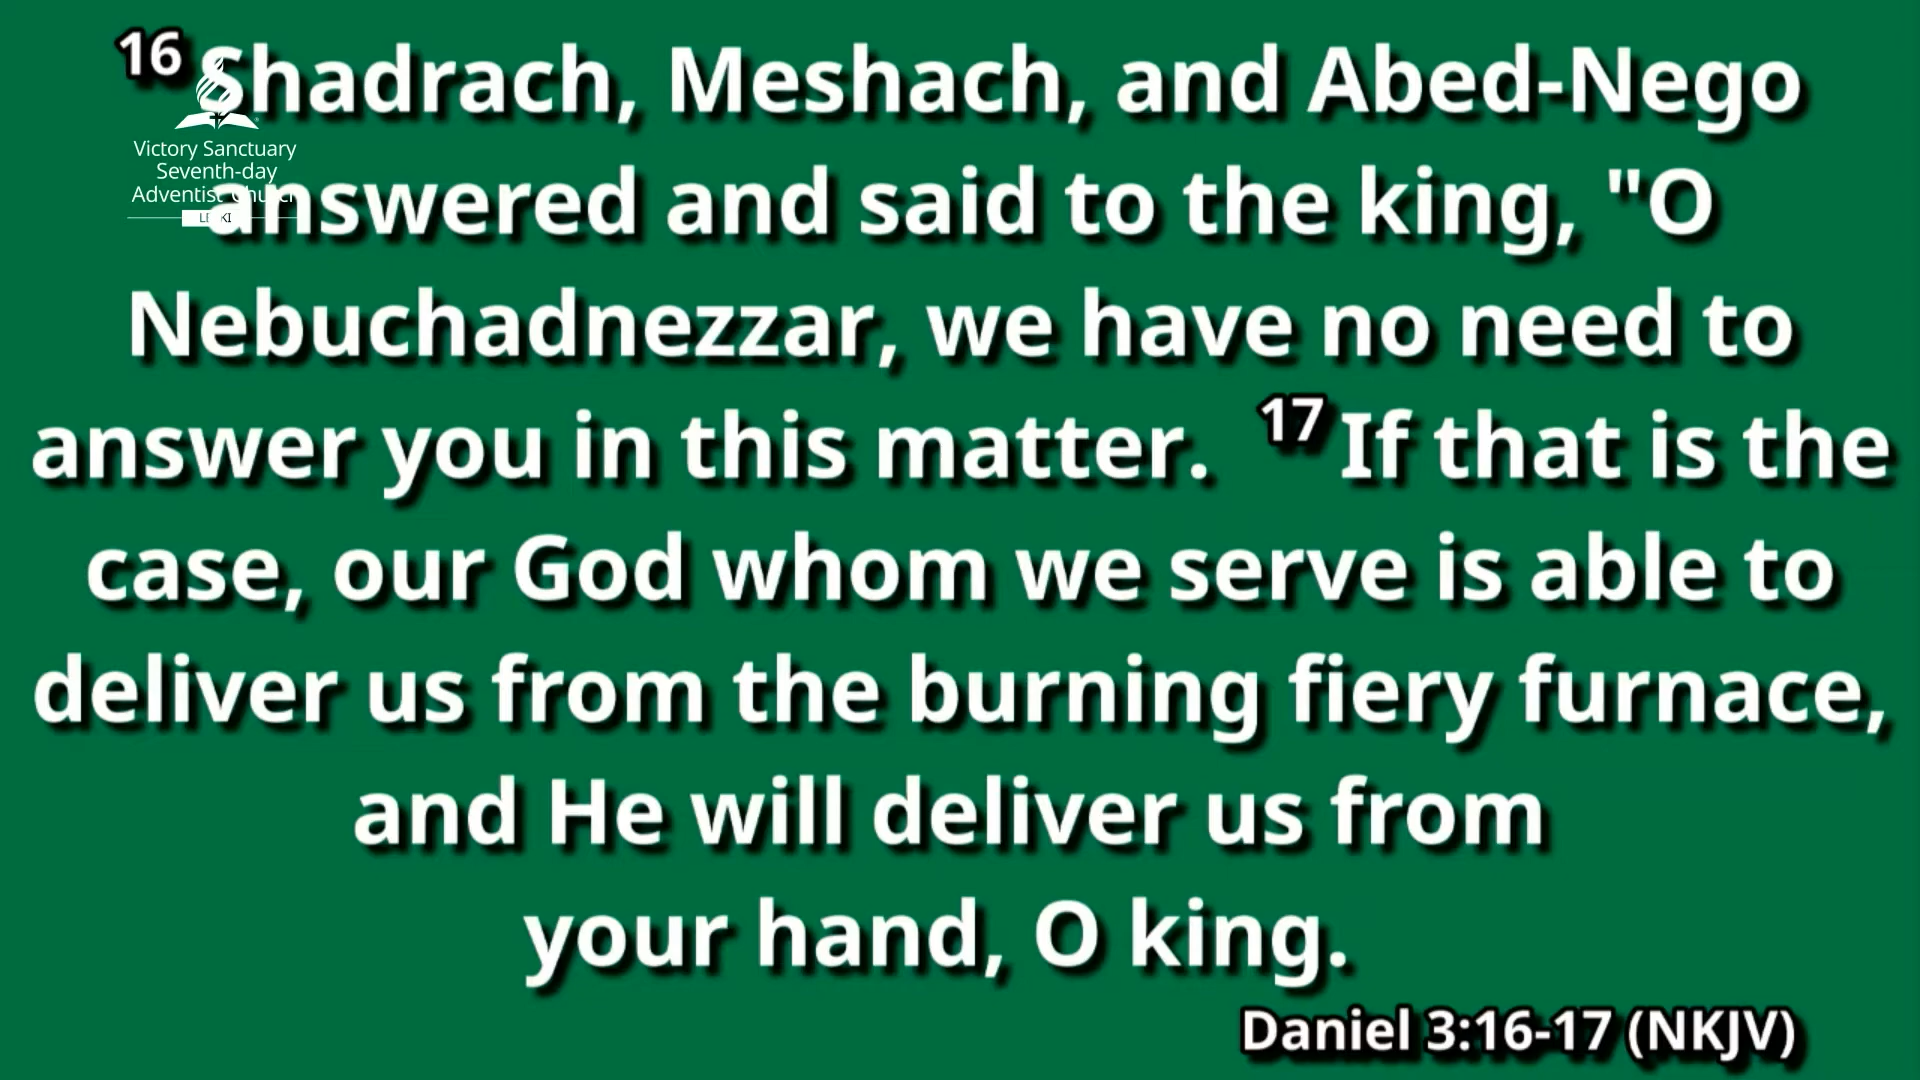 16 Shadrach, Meshach, and Abed-Nego
answered and said to the king, "O
Nebuchadnezzar, we have no need to
answer you in this matter. 17 If that is the
case, our God whom we serve is able to
deliver us from the burning fiery furnace,
and He will deliver us from
your hand, O king.
Daniel 3:16-17 (NKJV)
Victory Sanctuary
Seventh-day
Adventist Church